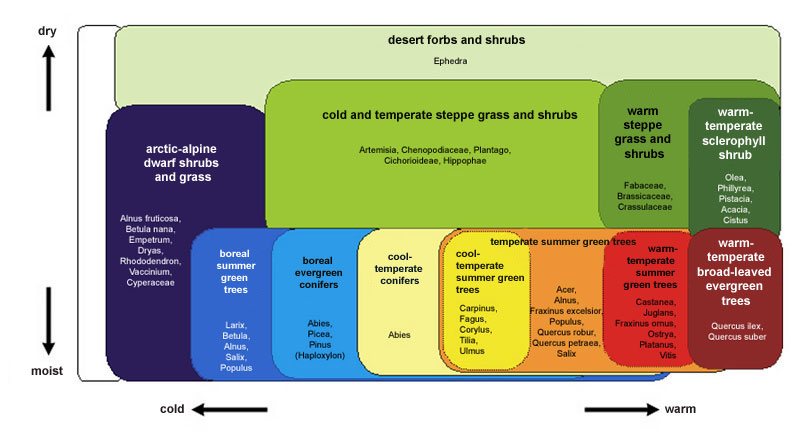 dry
desert forbs and shrubs
Ephedra
cold and temperate steppe grass and shrubs
Artemisia, Chenopodiaceae, Plantago,
Cichorioideae, Hippophae
warm
steppe
grass and
shrubs
Fabaceae,
Brassicaceae,
Crassulaceae
warm-
temperate
sclerophyll
shrub
Olea,
Phillyrea,
Pistacia,
Acacia,
Cistus
arctic-alpine
dwarf shrubs
and grass
Alnus fruticosa,
Betula nana,
Empetrum,
Dryas,
Rhododendron,
Vaccinium,
Cyperaceae
boreal
summer
green
trees
Larix,
Betula,
Alnus,
Salix,
Populus
boreal
evergreen
conifers
Abies,
Picea,
Pinus
(Haploxylon)
cool-
temperate
conifers
Abies
temperate summer green trees
cool-
temperate
summer green
trees
Carpinus,
Fagus,
Corylus,
Tilia,
Ulmus
Acer,
Alnus,
Fraxinus excelsior,
Populus,
Quercus robur,
Quercus petraea,
Salix
warm-
temperate
summer
green trees
Castanea,
Juglans,
Fraxinus ornus,
Ostrya,
Platanus,
Vitis
warm-
temperate
broad-leaved
evergreen
trees
Quercus ilex,
Quercus suber
moist
cold
warm